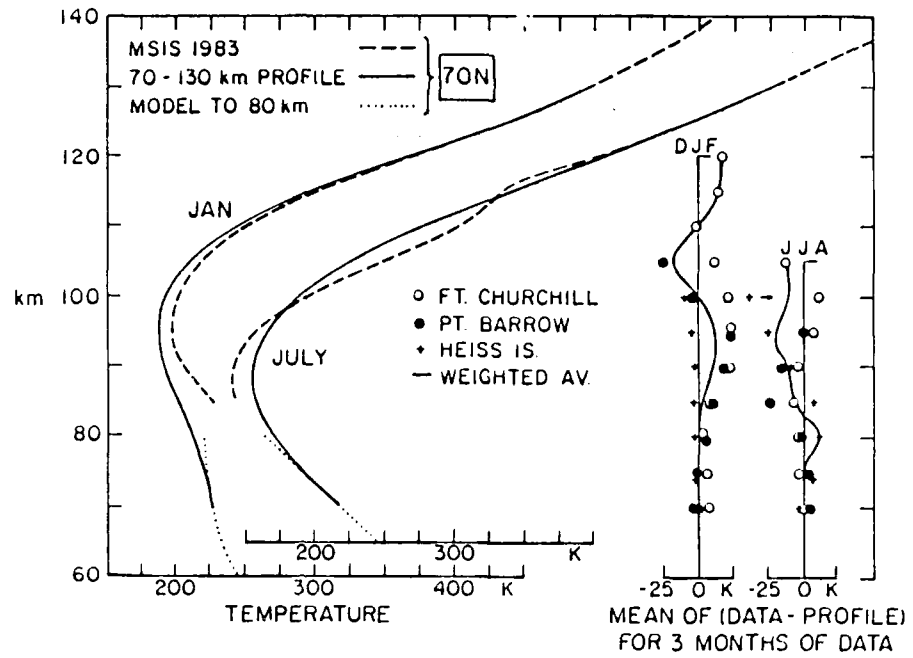 140
MSIS 1983
70 - 130 km PROFILE
MODEL TO 80 km
70N
120
DJF
JAN
JJA
km
100
FT. CHURCHILL
PT. BARROW
HEISS IS.
WEIGHTED AV.
JULY
80
200 300 K
60
200 300 400 K
-25 0 K -25 0 K
TEMPERATURE
MEAN OF (DATA - PROFILE)
FOR 3 MONTHS OF DATA